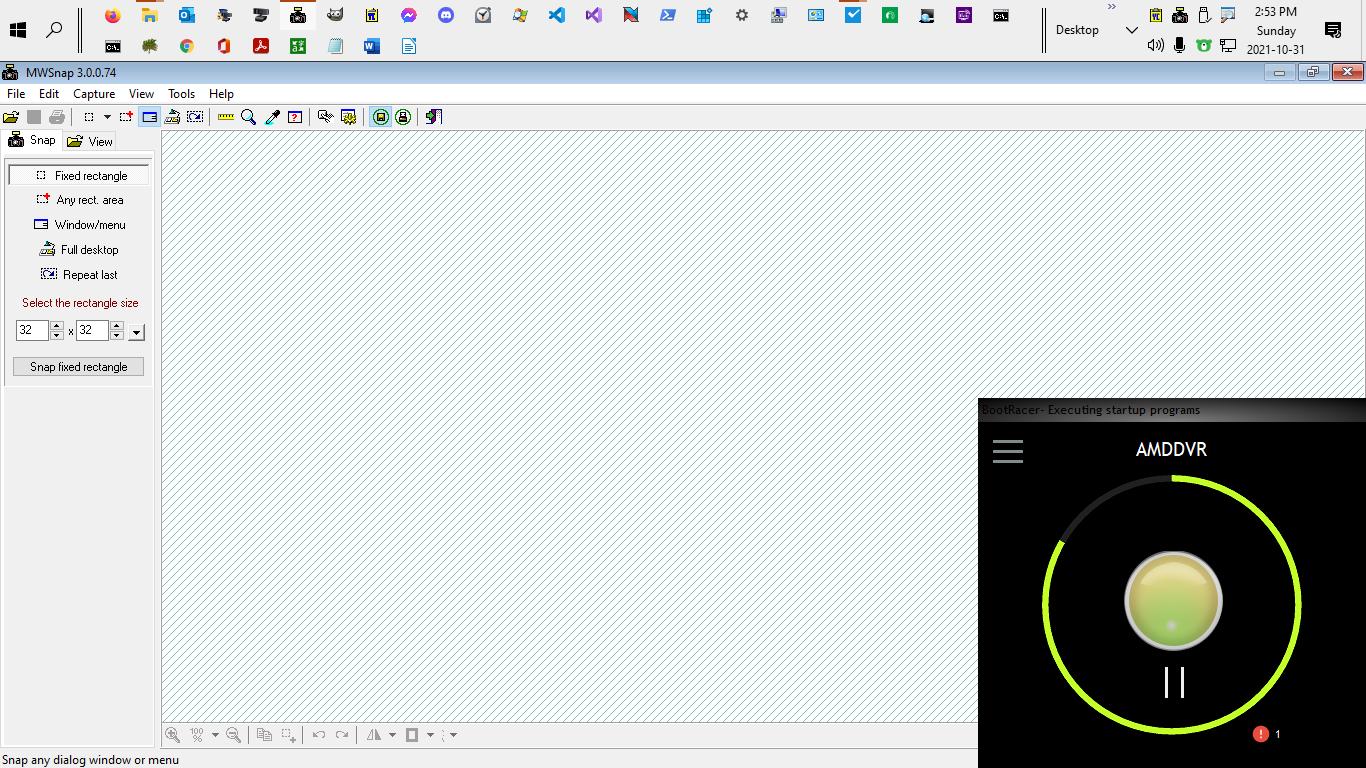 2:53 PM
Desktop
Sunday
2021-10-31
MWSnap 3.0.0.74
File Edit Capture View Tools Help
Snap View
Fixed rectangle
Any rect. area
Window/menu
Full desktop
Repeat last
Select the rectangle size
32 x 32
Snap fixed rectangle
BootRacer- Executing startup programs
AMDDVR
100 %
1
Snap any dialog window or menu